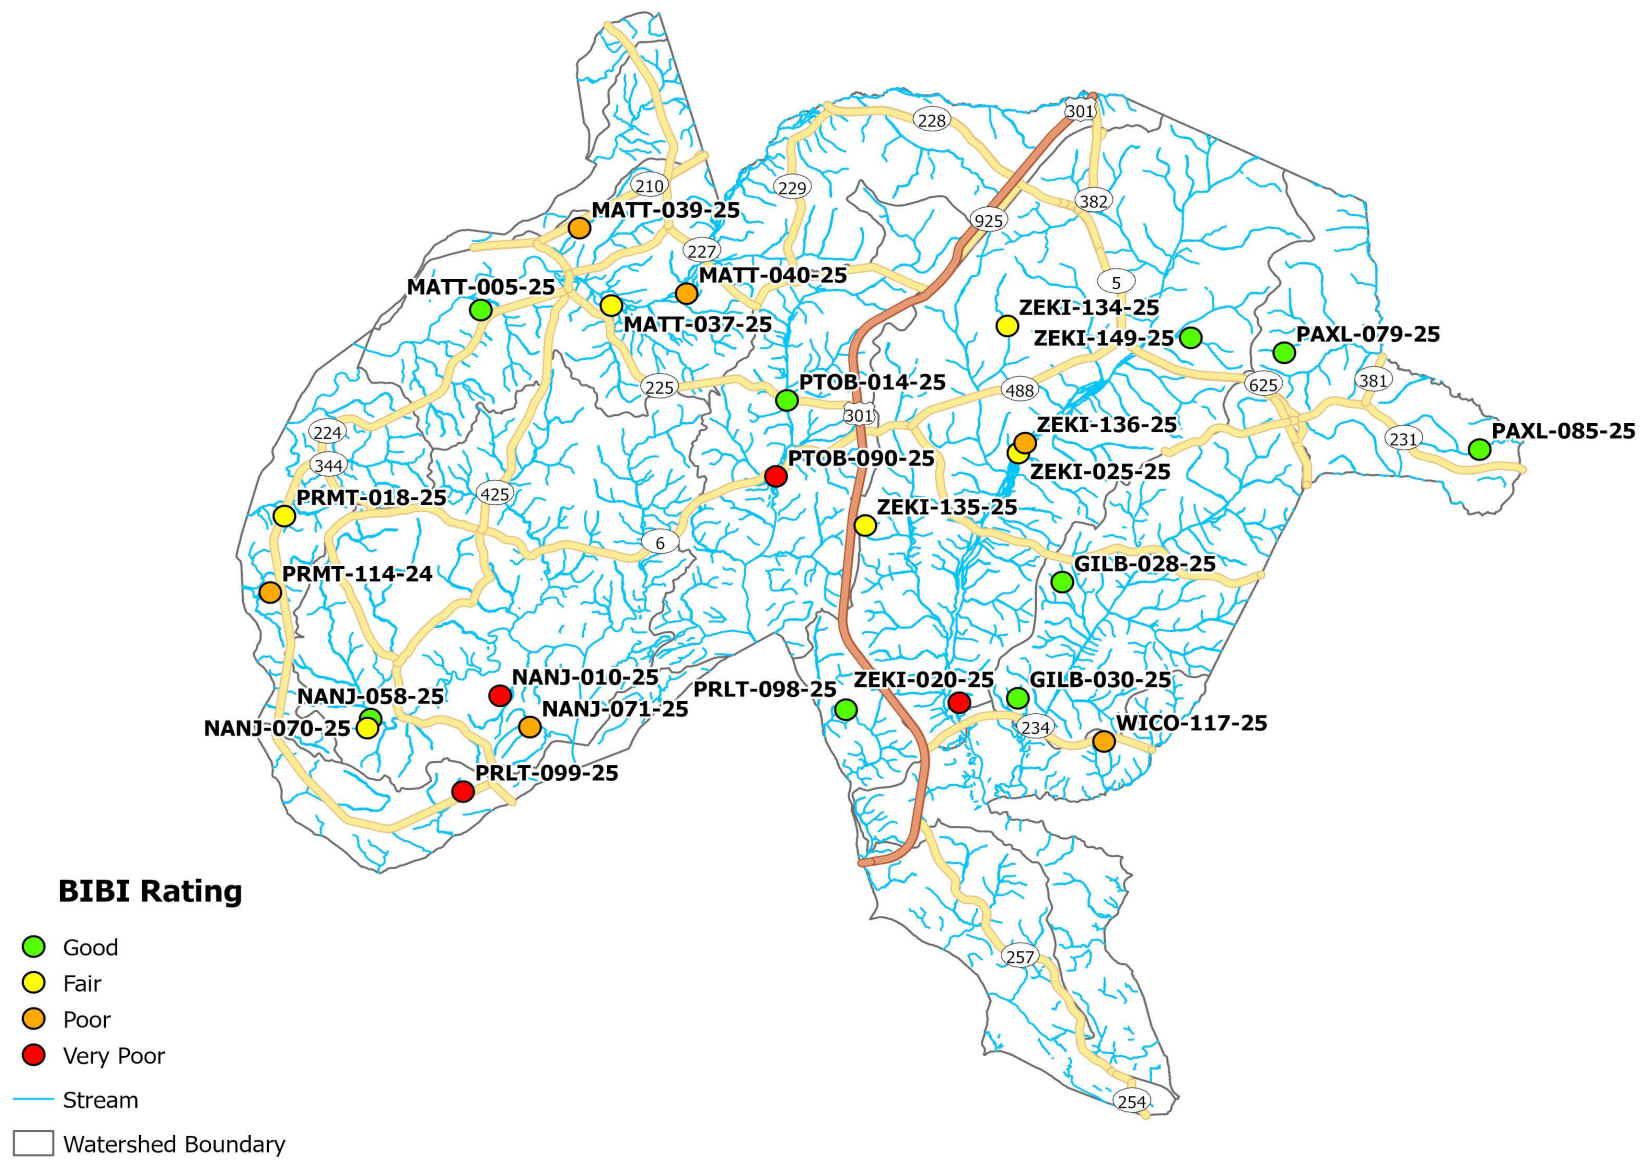 301
228
210
229
382
MATT-039-25
925
227
MATT-040-25
5
MATT-005-25
ZEKI-134-25
MATT-037-25
ZEKI-149-25
PAXL-079-25
225
PTOB-014-25
488
625
381
301
224
ZEKI-136-25
PAXL-085-25
231
344
PTOB-090-25
ZEKI-025-25
425
PRMT-018-25
ZEKI-135-25
6
GILB-028-25
PRMT-114-24
NANJ-010-25
ZEKI-020-25
GILB-030-25
PRLT-098-25
NANJ-058-25
NANJ-071-25
NANJ-070-25
234
WICO-117-25
PRLT-099-25
BIBI Rating
Good
Fair
257
Poor
Very Poor
Stream
254
Watershed Boundary